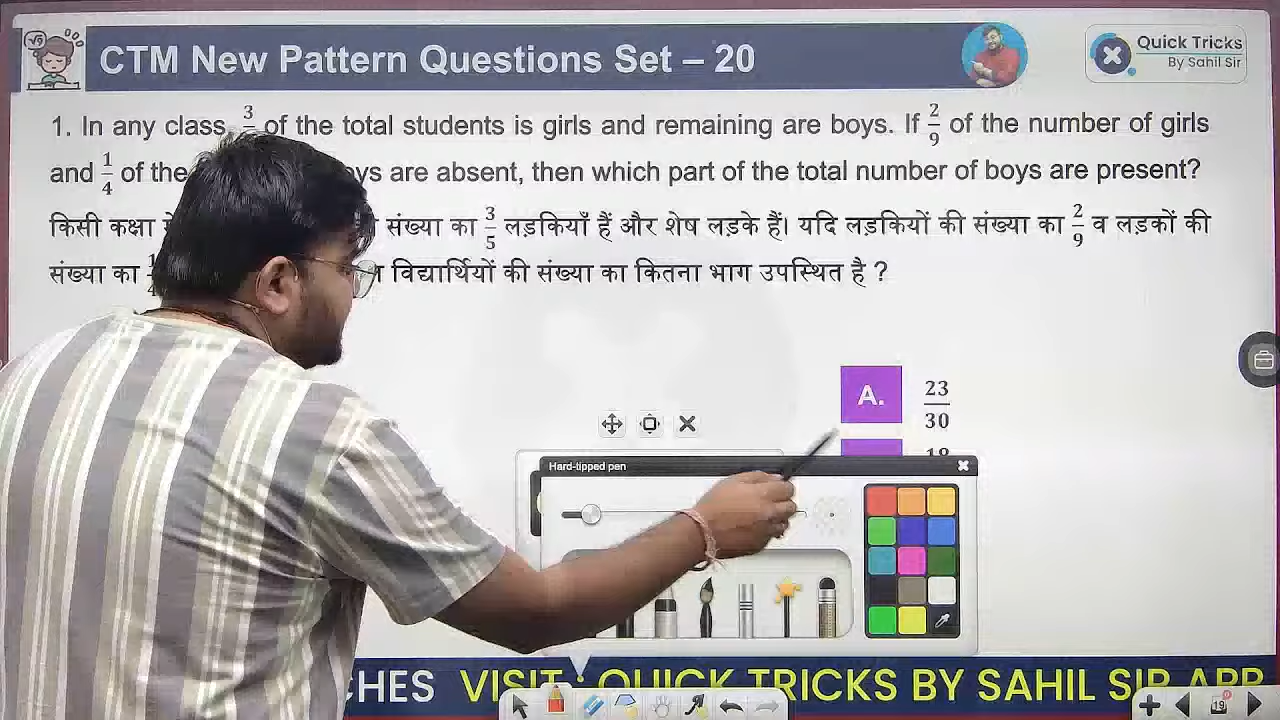 CTM New Pattern Questions Set – 20
Quick Tricks
By Sahil Sir
1. In any class 3 of the total students is girls and remaining are boys. If 2/9 of the number of girls
and 1/4 of the ys are absent, then which part of the total number of boys are present?
किसी कक्षा संख्या का 3/5 लड़कियाँ हैं और शेष लड़के हैं। यदि लड़कियों की संख्या का 2/9 व लड़कों की
संख्या का विद्यार्थियों की संख्या का कितना भाग उपस्थित है ?
A. 23/30
Hard-tipped pen
CHES VISIT : QUICK TRICKS BY SAHIL SIR APP
19